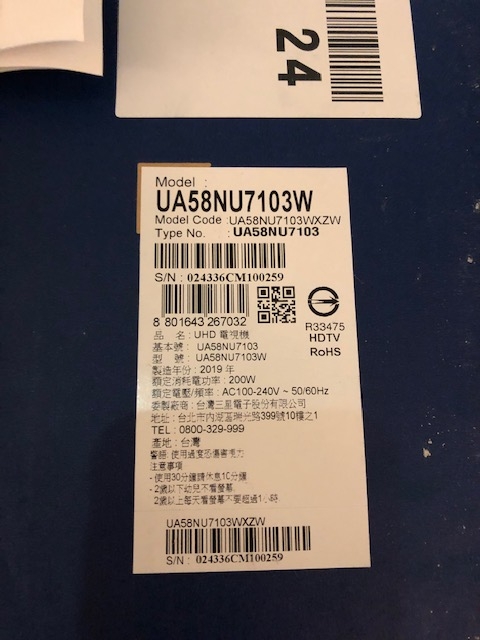 24
Model :
UA58NU7103W
Model Code :UA58NU7103WXZW
Type No. : UA58NU7103
S/N : 024336CM100259
8 801643 267032
R33475
HDTV
RoHS
品 名 : UHD 電視機
基本號 : UA58NU7103
型 號 : UA58NU7103W
製造年份 : 2019 年
額定消耗電功率 : 200W
額定電壓/頻率 : AC100-240V ~ 50/60Hz
委製廠商 : 台灣三星電子股份有限公司
地址 : 台北市內湖區瑞光路399號10樓之1
TEL : 0800-329-999
產地 : 台灣
警語: 使用過度恐傷害視力
注意事項
- 使用30分鐘請休息10分鐘
- 2歲以下幼兒不看螢幕
- 2歲以上每天看螢幕不要超過1小時
UA58NU7103WXZW
S/N : 024336CM100259